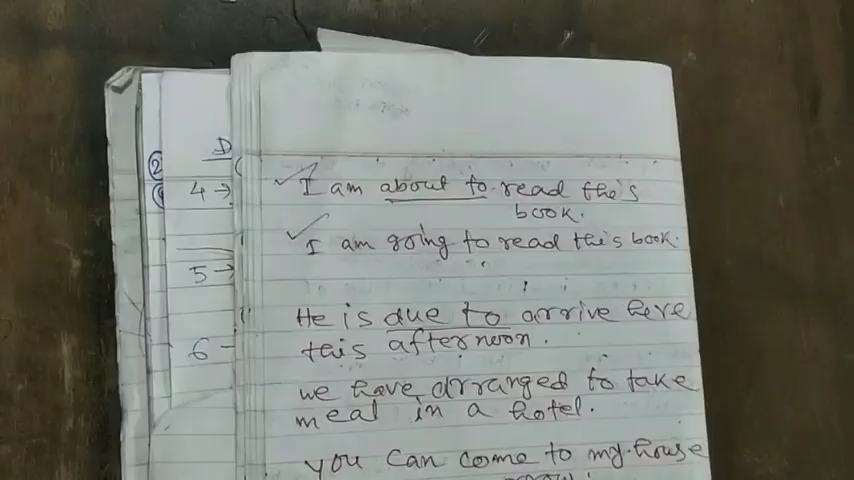 I am about to read this
book.
I am going to read this book.
He is due to arrive here
this afternoon.
we have arranged to take
meal in a hotel.
you can come to my house
D
2
4 →
5 →
6 -